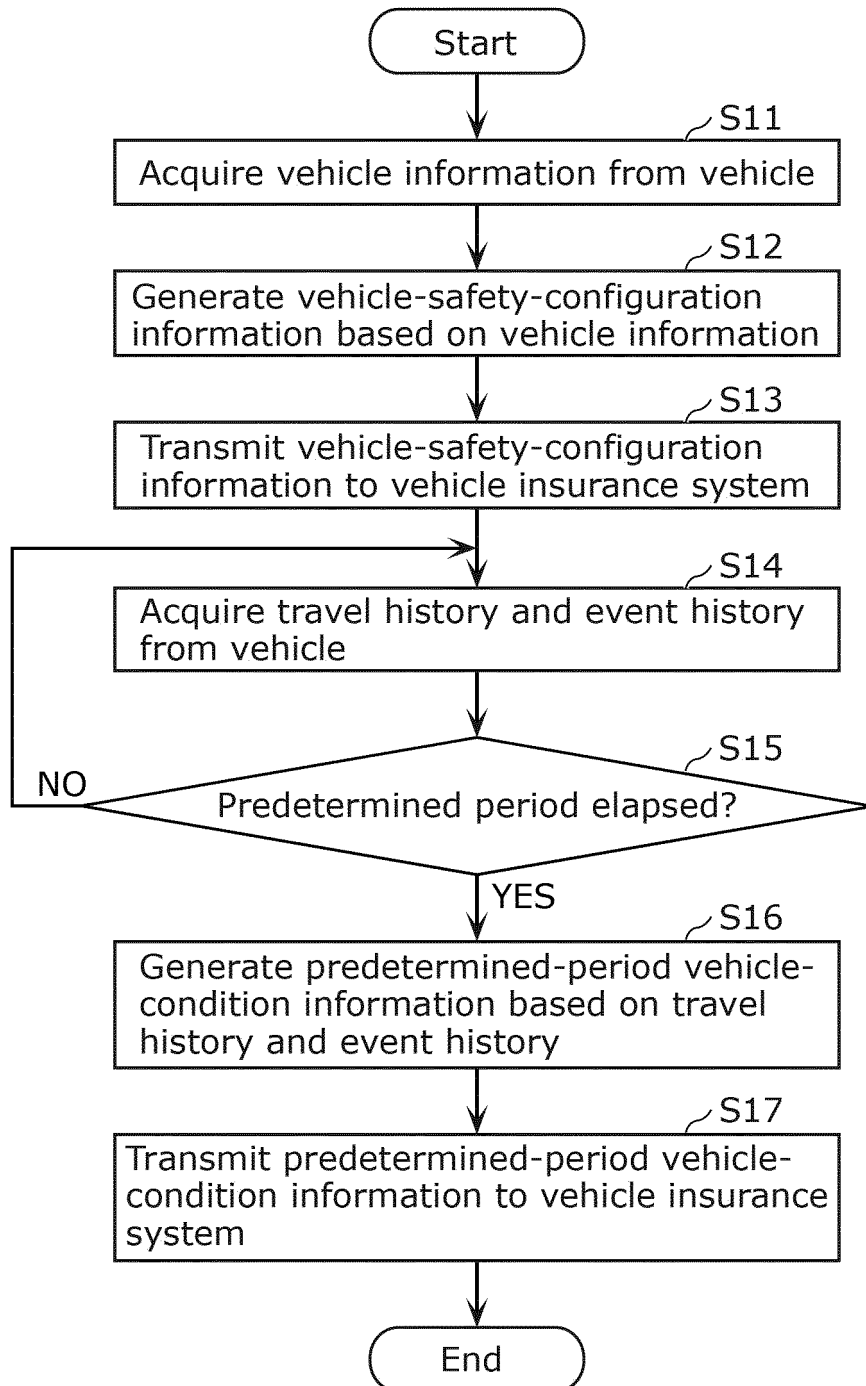 Start
S11
Acquire vehicle information from vehicle
S12
Generate vehicle-safety-configuration
information based on vehicle information
S13
Transmit vehicle-safety-configuration
information to vehicle insurance system
S14
Acquire travel history and event history
from vehicle
S15
NO
Predetermined period elapsed?
YES
S16
Generate predetermined-period vehicle-
condition information based on travel
history and event history
S17
Transmit predetermined-period vehicle-
condition information to vehicle insurance
system
End